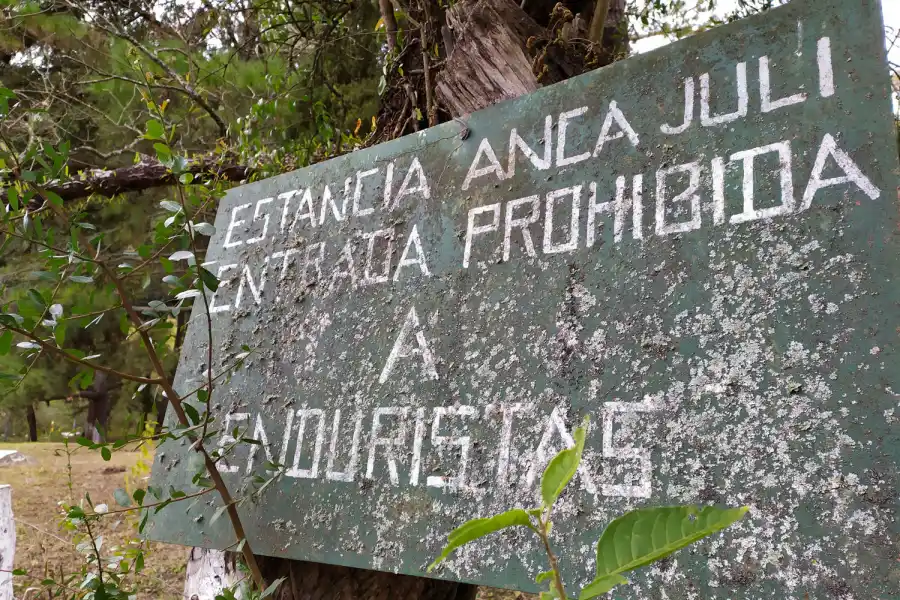 ESTANCIA ANCA JULI
ENTRADA PROHIBIDA
A
ENDURISTAS